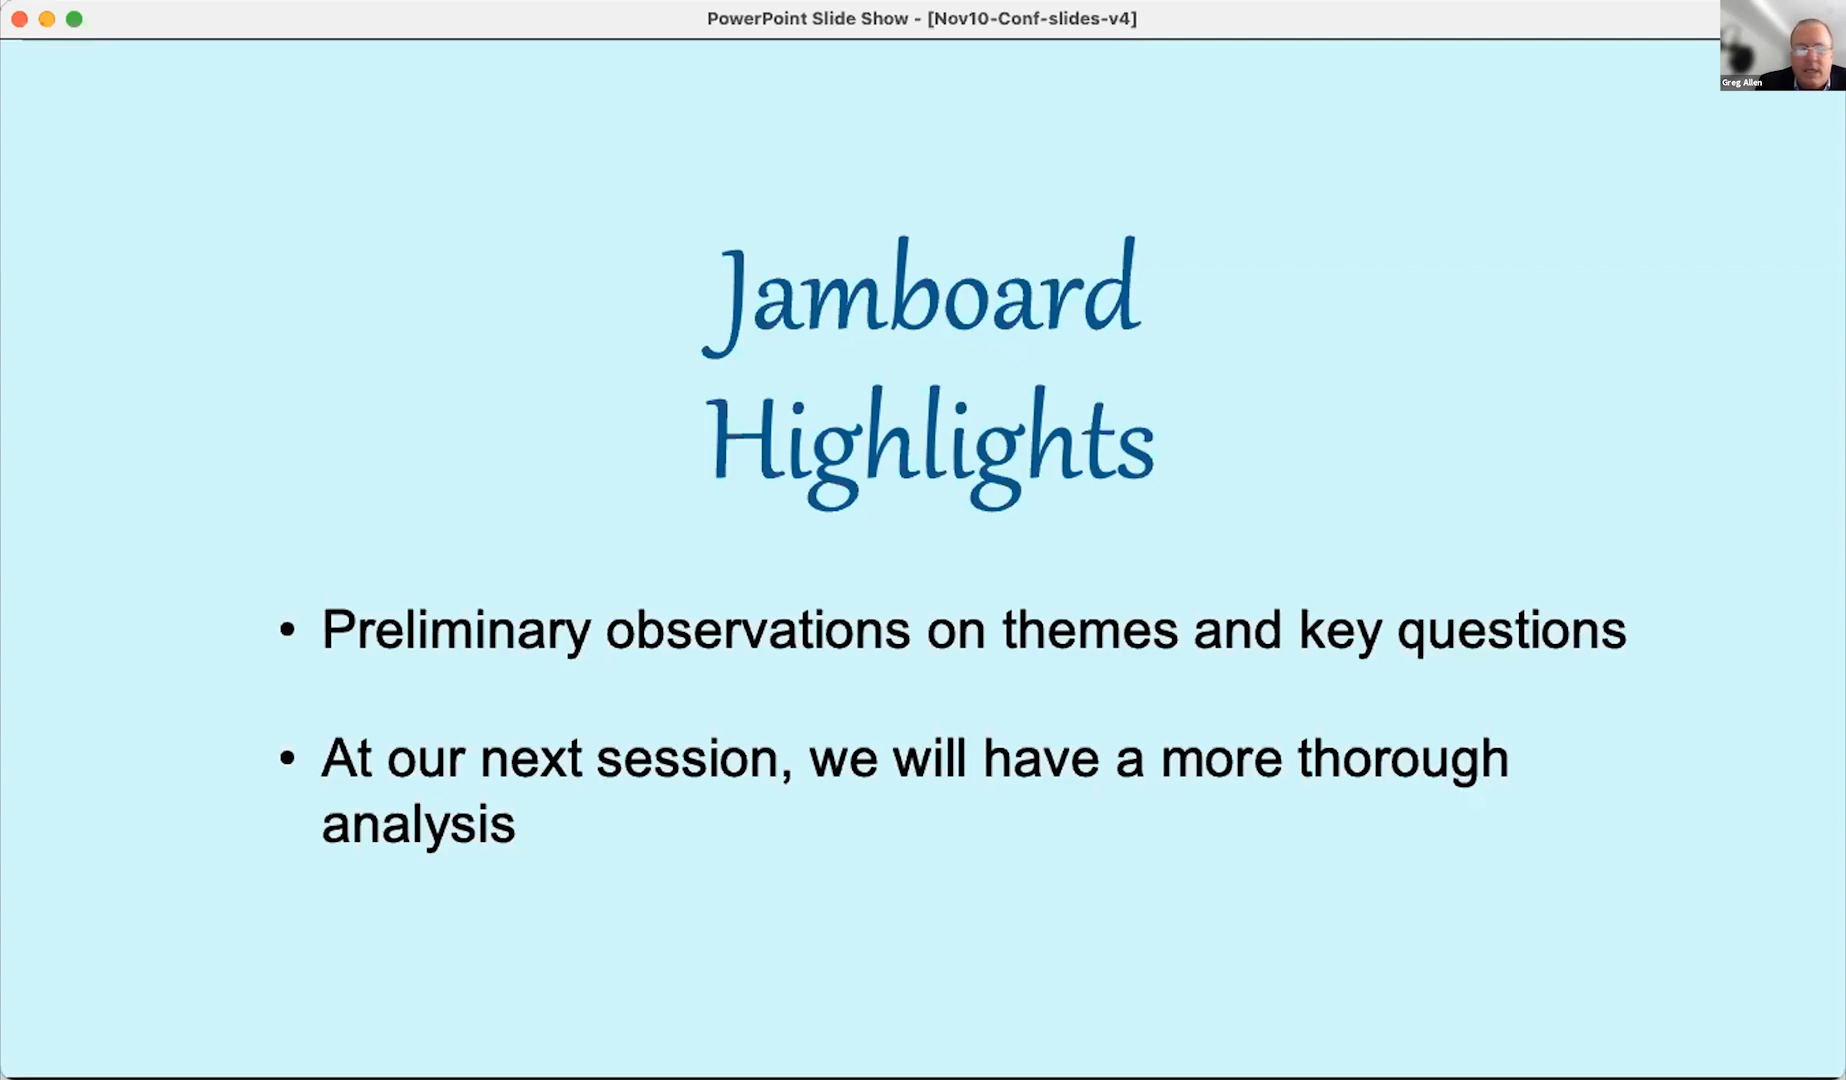 PowerPoint Slide Show - [Nov10-Conf-slides-v4]
Greg Allen
Jamboard
Highlights
• Preliminary observations on themes and key questions
• At our next session, we will have a more thorough
analysis